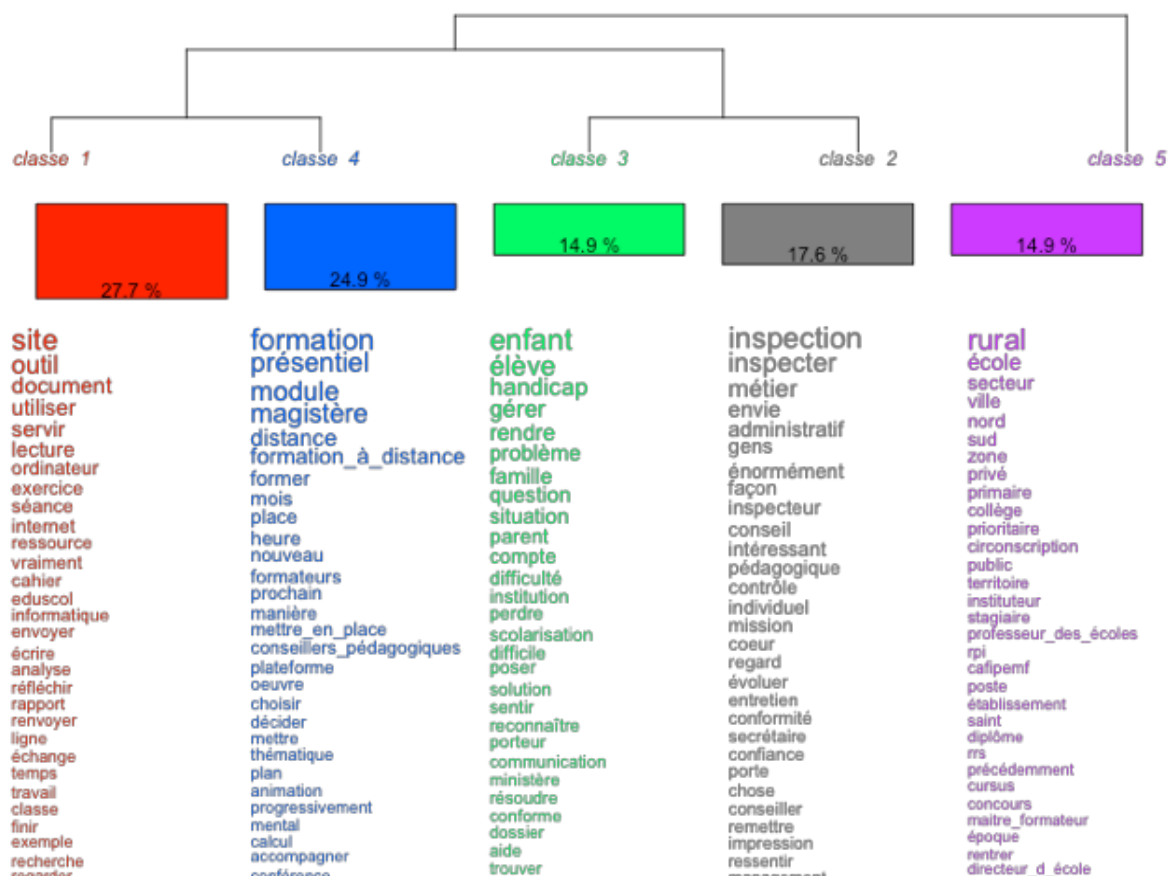 classe 1
classe 4
classe 3
classe 2
classe 5
27.7 %
24.9 %
14.9 %
17.6 %
14.9 %
site
outil
document
utiliser
servir
lecture
ordinateur
exercice
séance
internet
ressource
vraiment
cahier
eduscol
informatique
envoyer
écrire
analyse
réfléchir
rapport
renvoyer
ligne
échange
temps
travail
classe
finir
exemple
recherche
regarder
formation
présentiel
module
magistère
distance
formation_à_distance
former
mois
place
heure
nouveau
formateurs
prochain
manière
mettre_en_place
conseillers_pédagogiques
plateforme
oeuvre
choisir
décider
mettre
thématique
plan
animation
progressivement
mental
calcul
accompagner
conférence
enfant
élève
handicap
gérer
rendre
problème
famille
question
situation
parent
compte
difficulté
institution
perdre
scolarisation
difficile
poser
solution
sentir
reconnaître
porteur
communication
ministère
résoudre
conforme
dossier
aide
trouver
inspection
inspecter
métier
envie
administratif
gens
énormément
façon
inspecteur
conseil
intéressant
pédagogique
contrôle
individuel
mission
coeur
regard
évoluer
entretien
conformité
secrétaire
confiance
porte
chose
conseiller
remettre
impression
ressentir
management
rural
école
secteur
ville
nord
sud
zone
privé
primaire
collège
prioritaire
circonscription
public
territoire
instituteur
stagiaire
professeur_des_écoles
rpi
cafipemf
poste
établissement
saint
diplôme
rrs
précédemment
cursus
concours
maitre_formateur
époque
rentrer
directeur_d_école